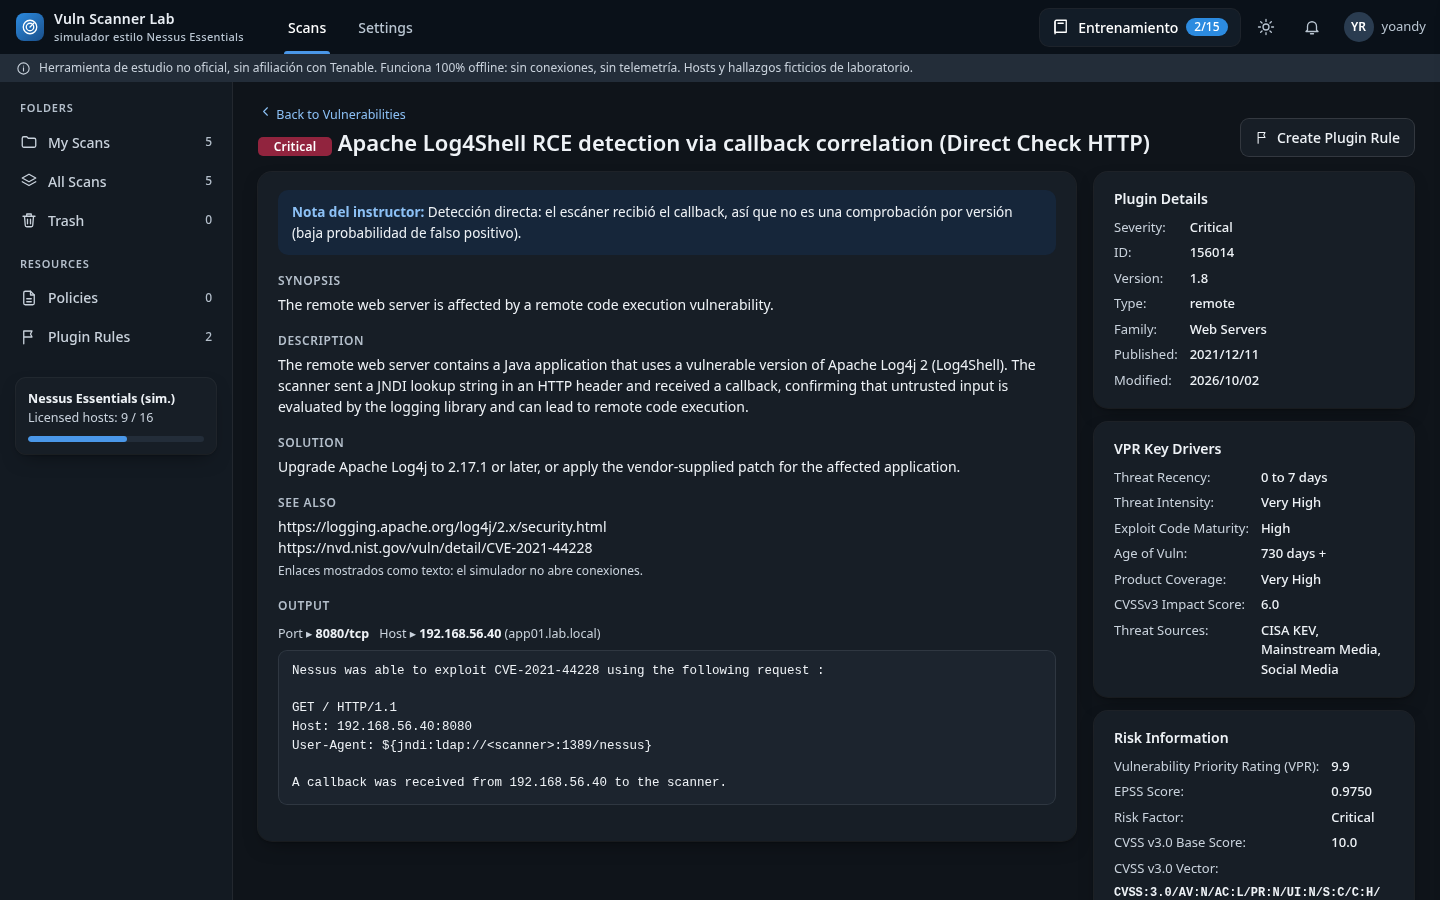 Vuln Scanner Lab
simulador estilo Nessus Essentials
Scans
Settings
Entrenamiento 2/15
YR yoandy
Herramienta de estudio no oficial, sin afiliación con Tenable. Funciona 100% offline: sin conexiones, sin telemetría. Hosts y hallazgos ficticios de laboratorio.
FOLDERS
My Scans 5
All Scans 5
Trash 0
RESOURCES
Policies 0
Plugin Rules 2
Nessus Essentials (sim.)
Licensed hosts: 9 / 16
Back to Vulnerabilities
Critical Apache Log4Shell RCE detection via callback correlation (Direct Check HTTP)
Create Plugin Rule
Nota del instructor: Detección directa: el escáner recibió el callback, así que no es una comprobación por versión
(baja probabilidad de falso positivo).
SYNOPSIS
The remote web server is affected by a remote code execution vulnerability.
DESCRIPTION
The remote web server contains a Java application that uses a vulnerable version of Apache Log4j 2 (Log4Shell). The
scanner sent a JNDI lookup string in an HTTP header and received a callback, confirming that untrusted input is
evaluated by the logging library and can lead to remote code execution.
SOLUTION
Upgrade Apache Log4j to 2.17.1 or later, or apply the vendor-supplied patch for the affected application.
SEE ALSO
https://logging.apache.org/log4j/2.x/security.html
https://nvd.nist.gov/vuln/detail/CVE-2021-44228
Enlaces mostrados como texto: el simulador no abre conexiones.
OUTPUT
Port ▸ 8080/tcp Host ▸ 192.168.56.40 (app01.lab.local)
Nessus was able to exploit CVE-2021-44228 using the following request :
GET / HTTP/1.1
Host: 192.168.56.40:8080
User-Agent: ${jndi:ldap://<scanner>:1389/nessus}
A callback was received from 192.168.56.40 to the scanner.
Plugin Details
Severity: Critical
ID: 156014
Version: 1.8
Type: remote
Family: Web Servers
Published: 2021/12/11
Modified: 2026/10/02
VPR Key Drivers
Threat Recency: 0 to 7 days
Threat Intensity: Very High
Exploit Code Maturity: High
Age of Vuln: 730 days +
Product Coverage: Very High
CVSSv3 Impact Score: 6.0
Threat Sources: CISA KEV,
Mainstream Media,
Social Media
Risk Information
Vulnerability Priority Rating (VPR): 9.9
EPSS Score: 0.9750
Risk Factor: Critical
CVSS v3.0 Base Score: 10.0
CVSS v3.0 Vector:
CVSS:3.0/AV:N/AC:L/PR:N/UI:N/S:C/C:H/